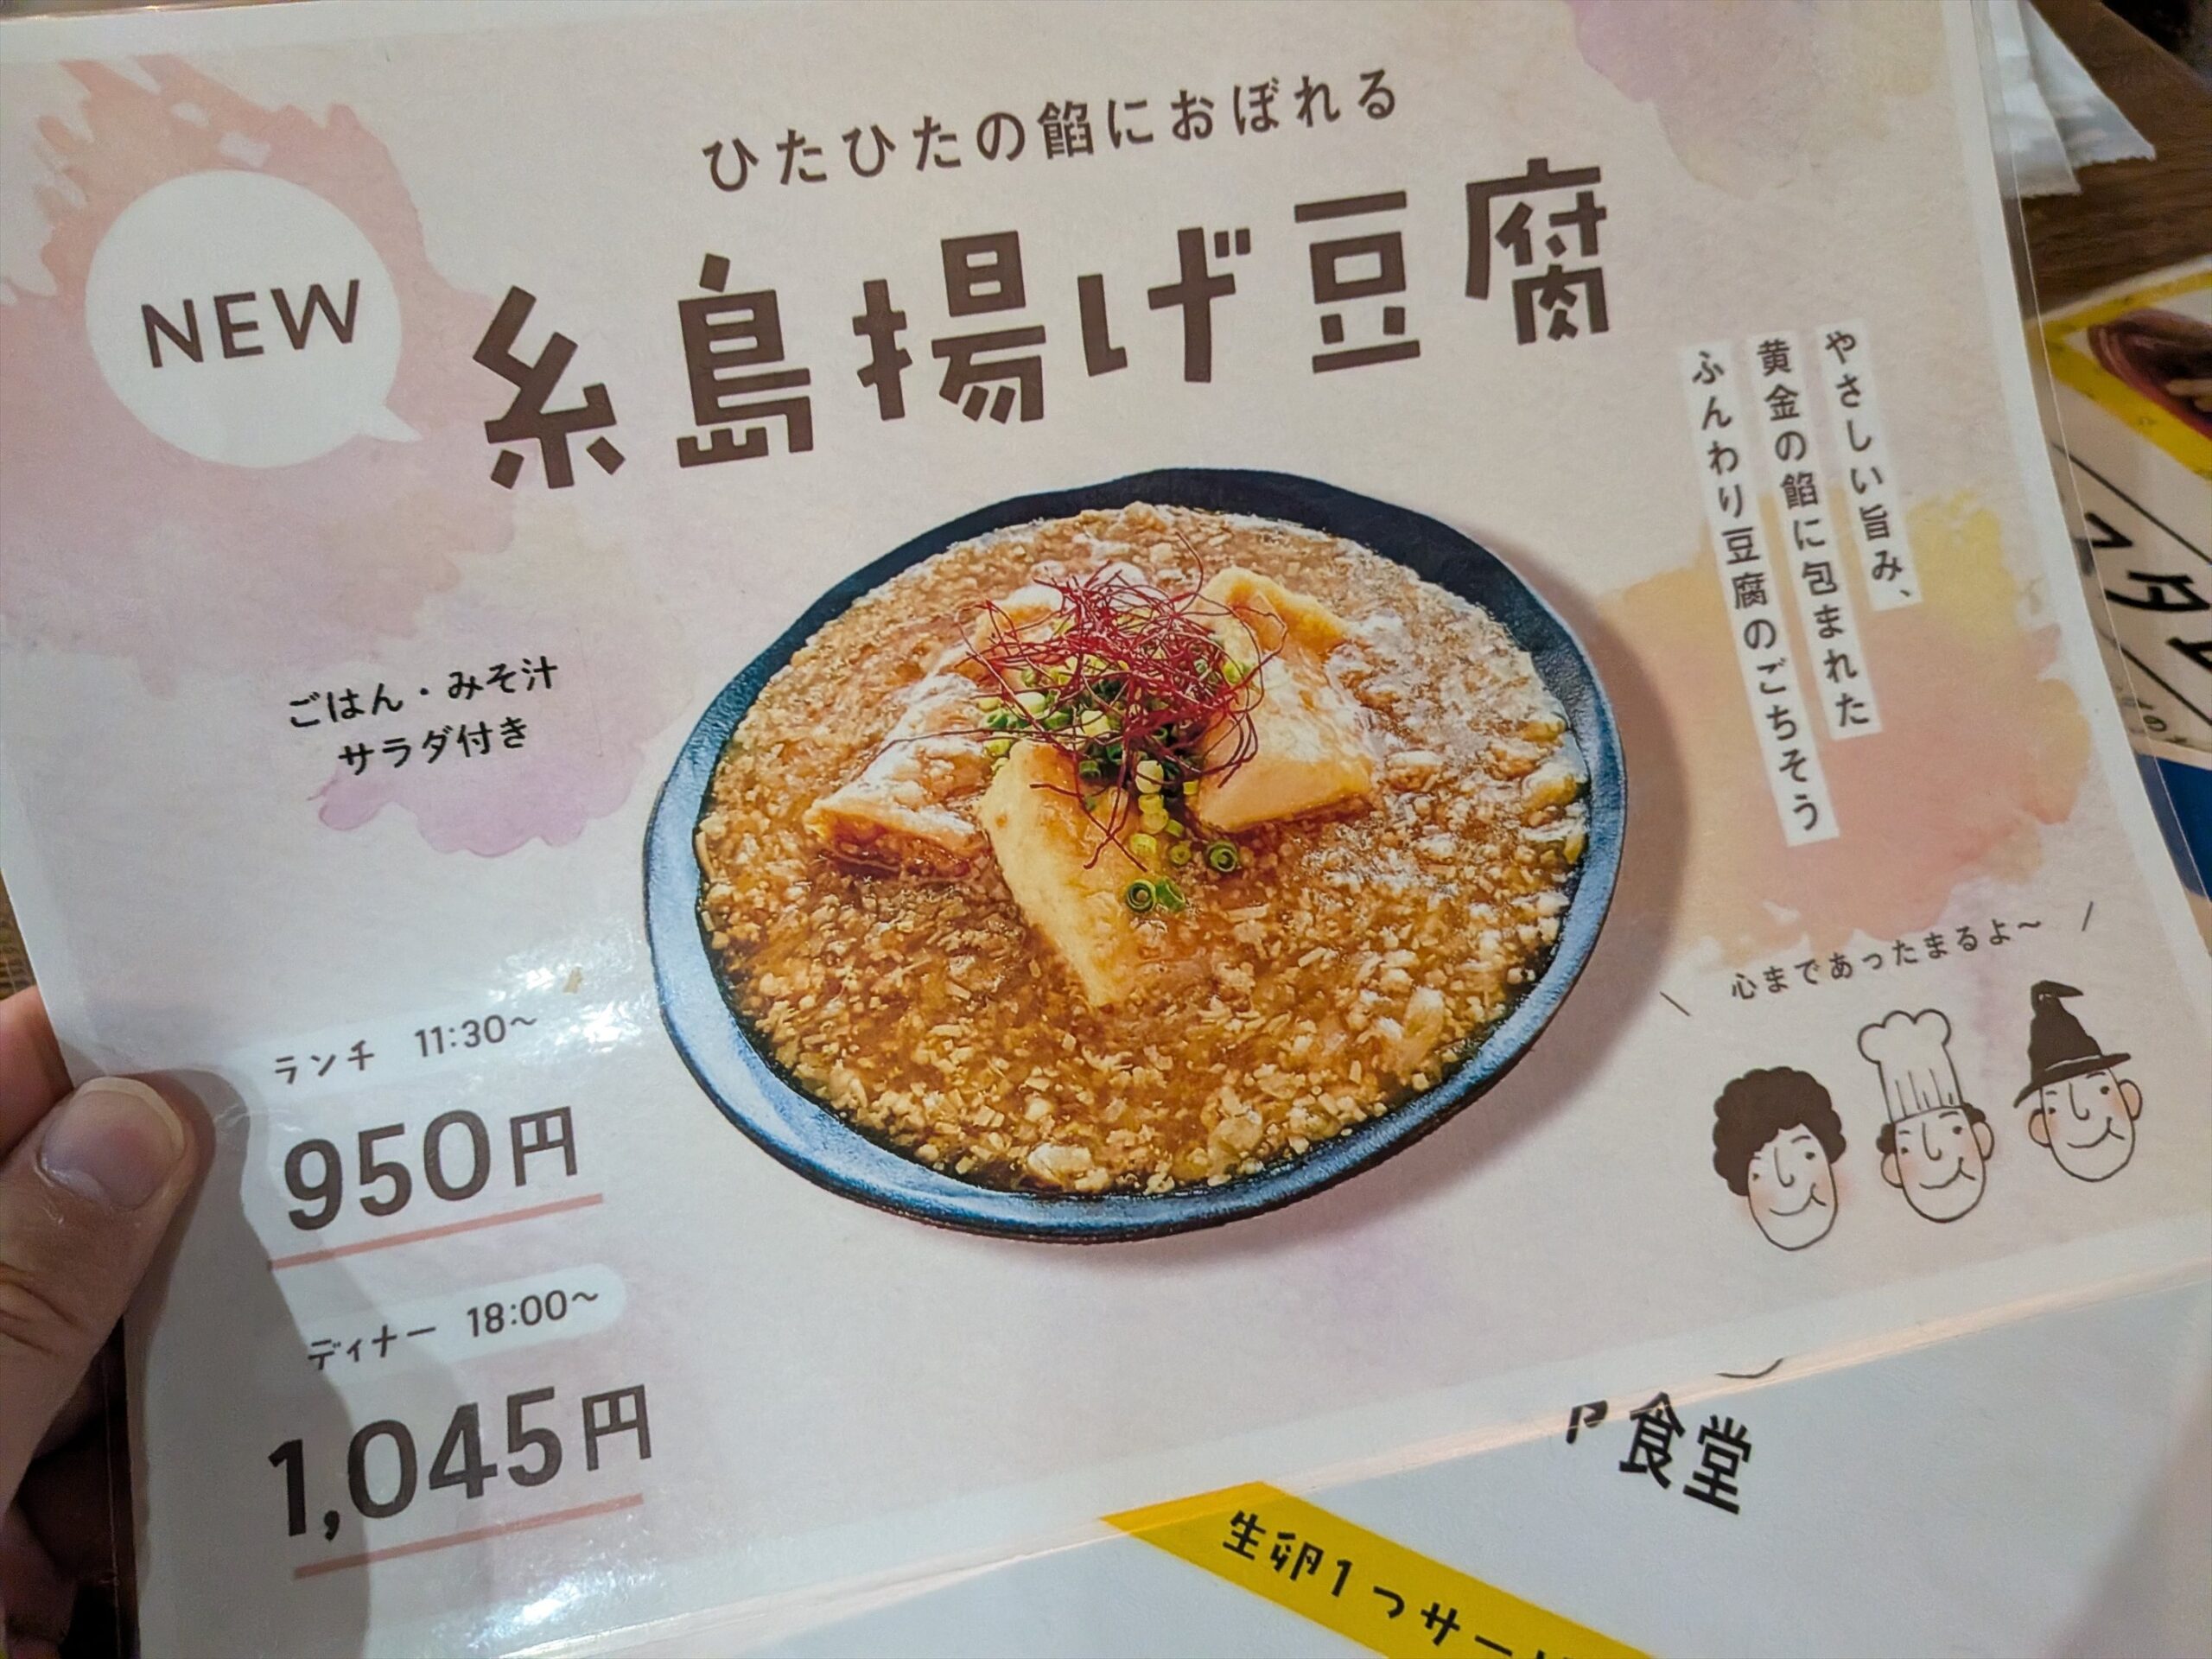 NEW
ひたひたの餡におぼれる
糸島揚げ豆腐
やさしい旨み、
黄金の餡に包まれた
ふんわり豆腐のごちそう
ごはん・みそ汁
サラダ付き
心まであったまるよ～
ランチ 11:30～
950円
ディナー 18:00～
1,045円
食堂
生卵1つサー